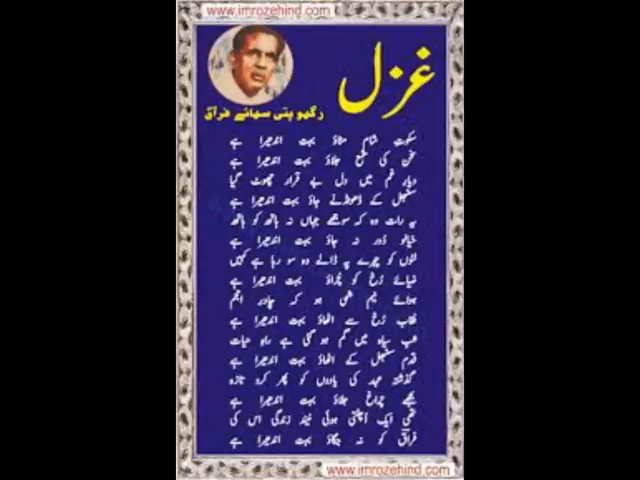 www.imrozehind.com
غزل
رگھوپتی سہائے فراق
سکوت شام مٹاؤ بہت اندھیرا ہے
سخن کی شمع جلاؤ بہت اندھیرا ہے
دیار غم میں دل بے قرار چھوٹ گیا
سنبھل کے ڈھونڈنے جاؤ بہت اندھیرا ہے
یہ رات وہ کہ سوجھے جہاں نہ ہاتھ کو ہاتھ
خیالو دور نہ جاؤ بہت اندھیرا ہے
لٹوں کو چہرے پہ ڈالے وہ سو رہا ہے کہیں
ضیائے رخ کو چراؤ بہت اندھیرا ہے
ہوائے نیم شمی ہو کہ چادر انجم
نقاب رخ سے اٹھاؤ بہت اندھیرا ہے
شب سیاہ میں گم ہو گئی ہے راہ حیات
قدم سنبھل کے اٹھاؤ بہت اندھیرا ہے
گذشتہ عہد کی یادوں کو پھر کرو تازہ
بجھے چراغ جلاؤ بہت اندھیرا ہے
تھی ایک اچٹتی ہوئی نیند زندگی اس کی
فراق کو نہ جگاؤ بہت اندھیرا ہے
www.imrozehind.com